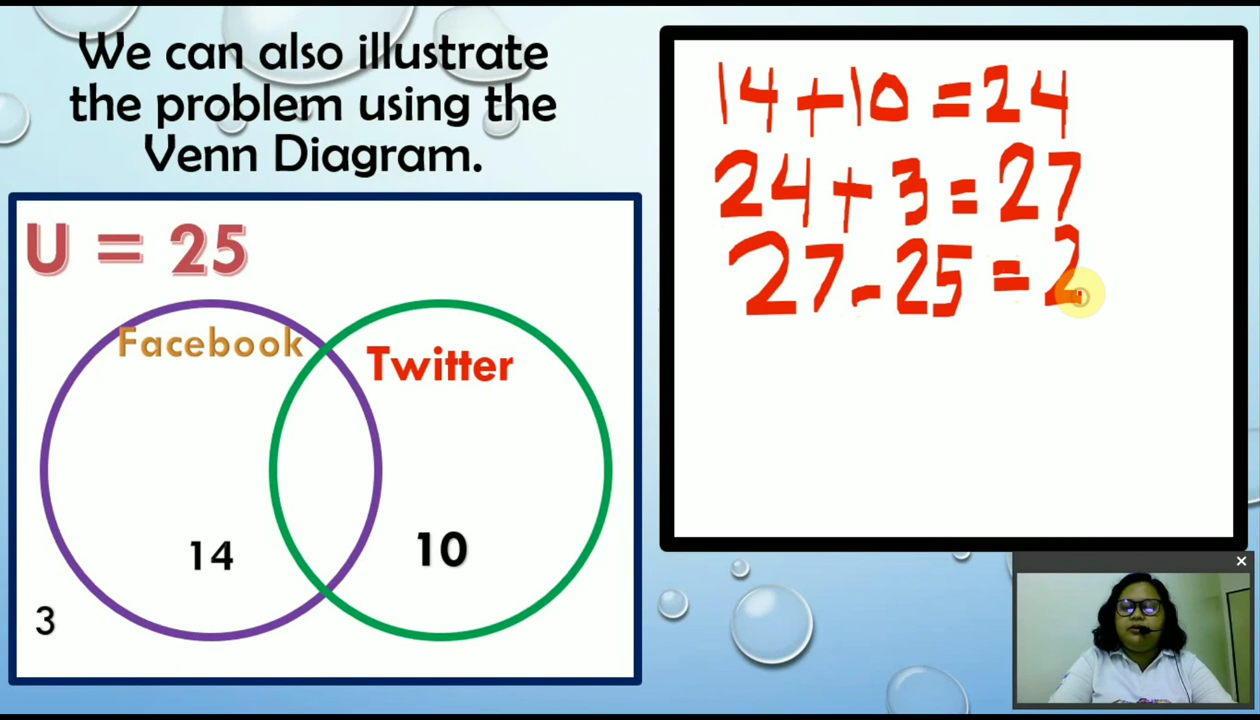 We can also illustrate
the problem using the
Venn Diagram.
U = 25
Facebook
Twitter
14
10
3
14 + 10 = 24
24 + 3 = 27
27 - 25 = 2